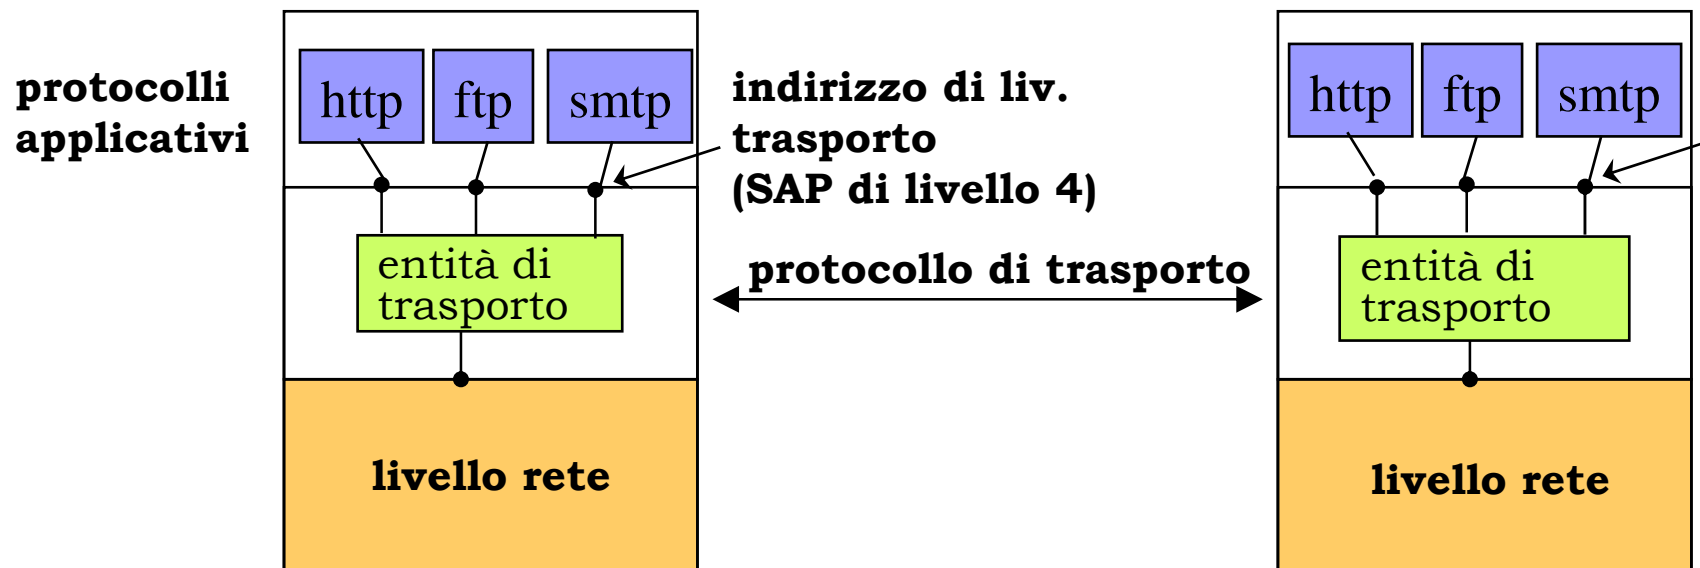 protocolli
applicativi
http
ftp
smtp
indirizzo di liv.
trasporto
(SAP di livello 4)
http
ftp
smtp
entità di
trasporto
protocollo di trasporto
entità di
trasporto
livello rete
livello rete